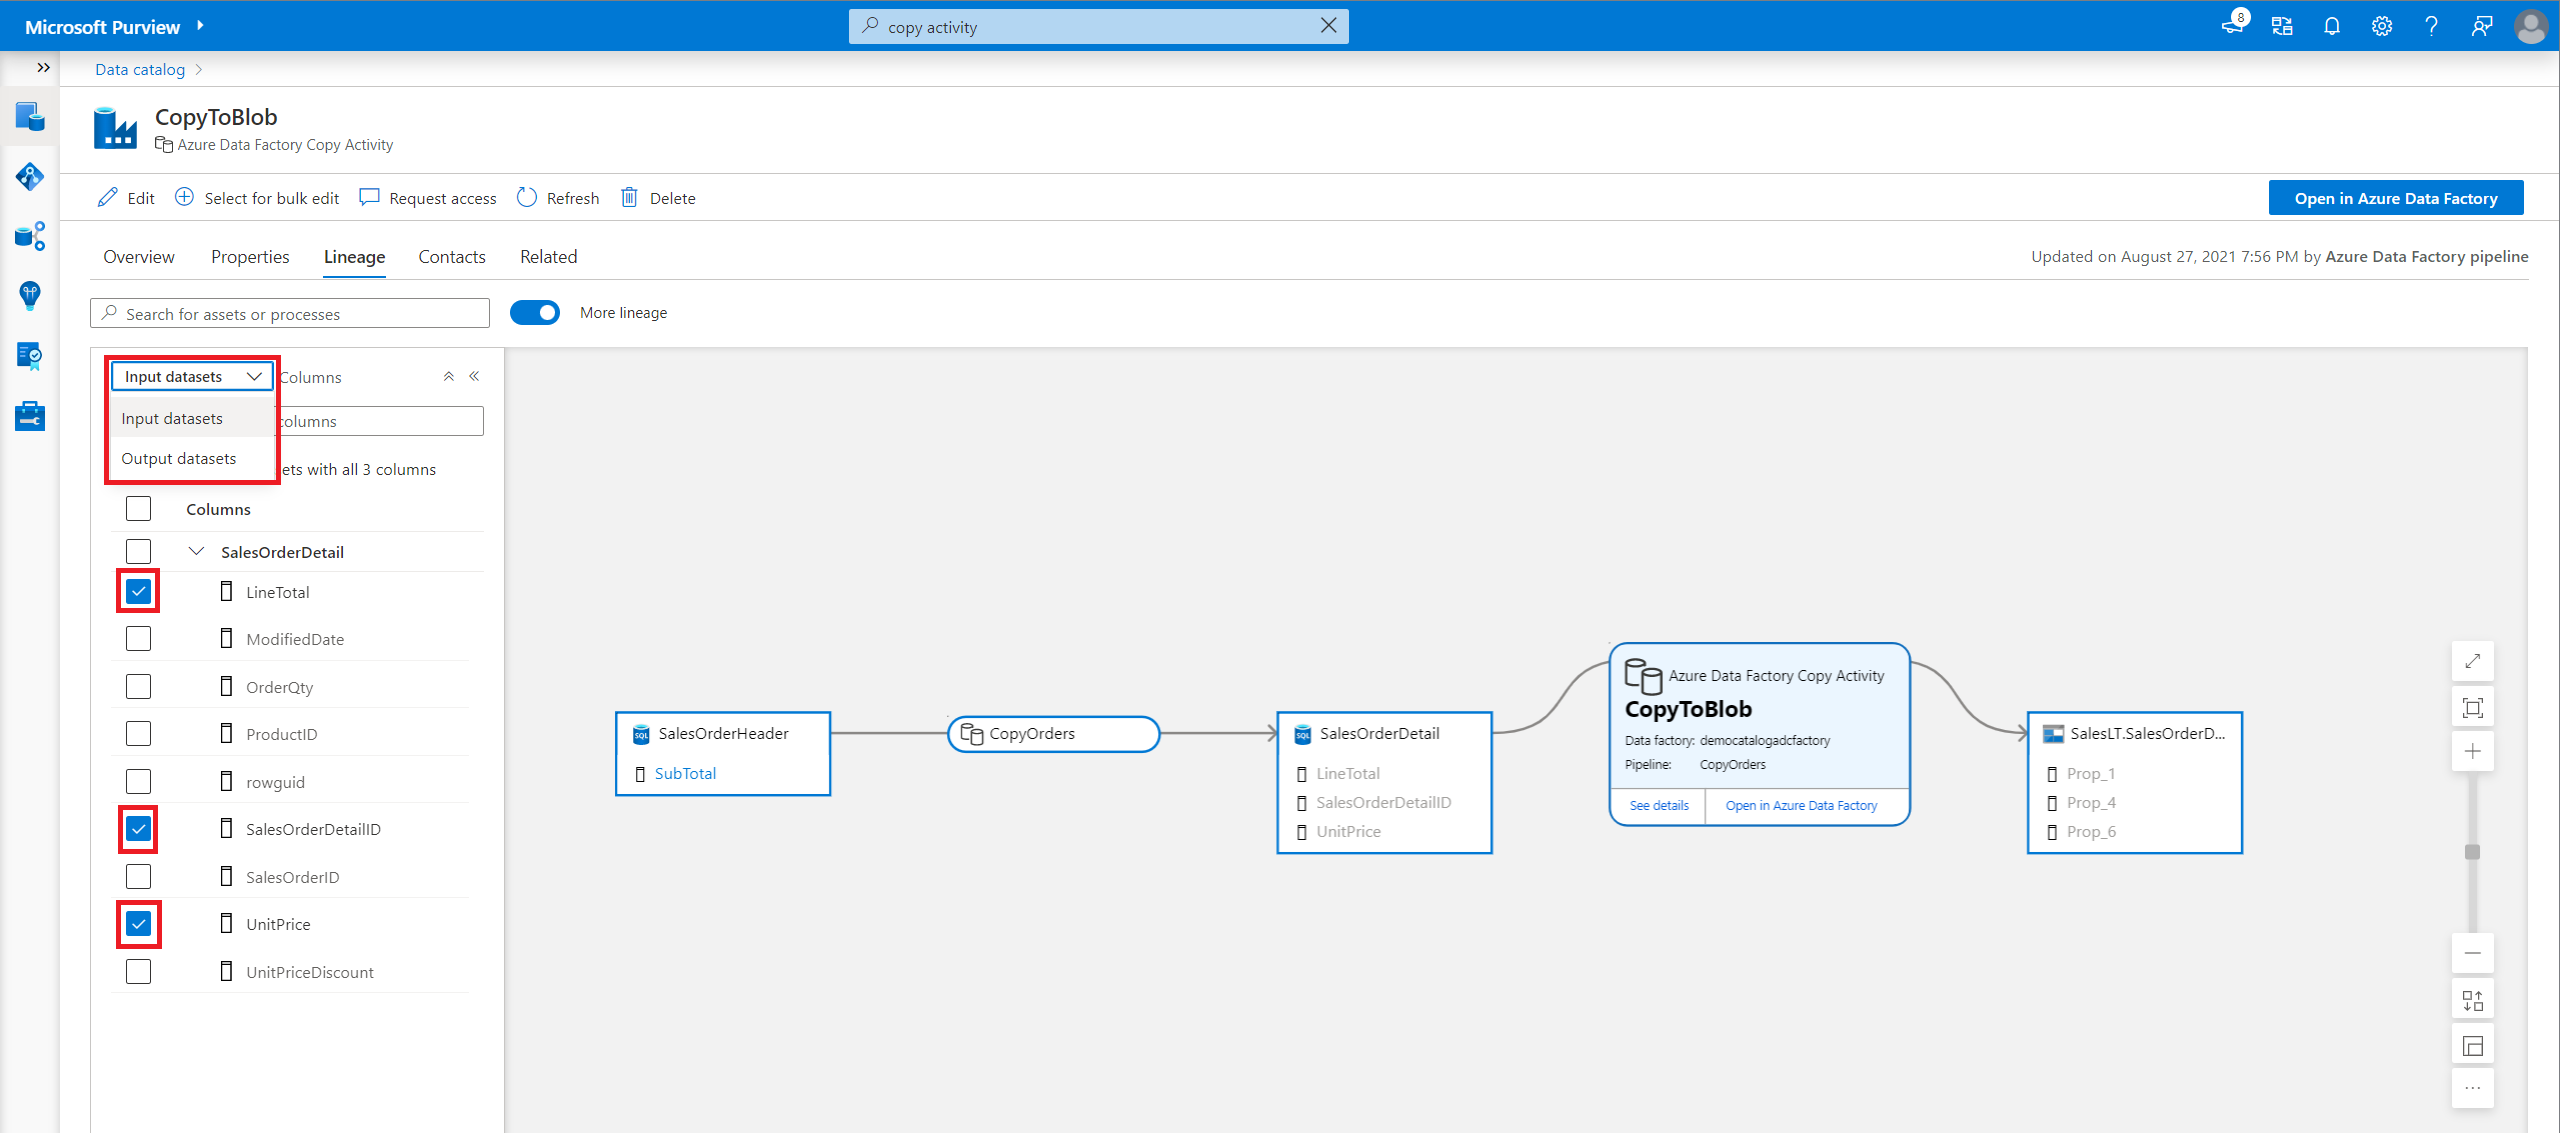 Microsoft Purview
copy activity
8
Data catalog
CopyToBlob
Azure Data Factory Copy Activity
Edit
Select for bulk edit
Request access
Refresh
Delete
Open in Azure Data Factory
Overview
Properties
Lineage
Contacts
Related
Updated on August 27, 2021 7:56 PM by Azure Data Factory pipeline
Search for assets or processes
More lineage
Input datasets
Columns
Input datasets
columns
Output datasets
ets with all 3 columns
Columns
SalesOrderDetail
LineTotal
ModifiedDate
OrderQty
ProductID
rowguid
SalesOrderDetailID
SalesOrderID
UnitPrice
UnitPriceDiscount
SalesOrderHeader
SubTotal
CopyOrders
SalesOrderDetail
LineTotal
SalesOrderDetailID
UnitPrice
Azure Data Factory Copy Activity
CopyToBlob
Data factory: democatalogadcfactory
Pipeline: CopyOrders
See details
Open in Azure Data Factory
SalesLT.SalesOrderD...
Prop_1
Prop_4
Prop_6